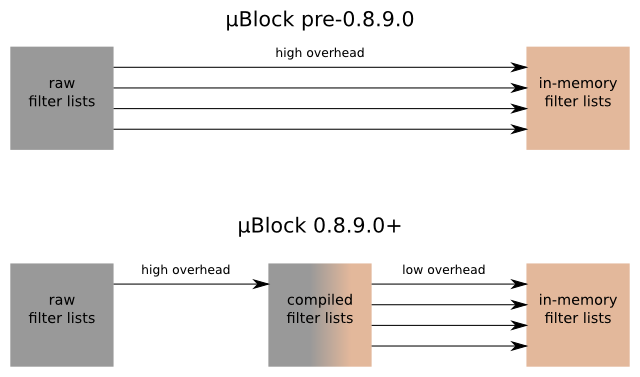 µBlock pre-0.8.9.0
high overhead
raw
filter lists
in-memory
filter lists
µBlock 0.8.9.0+
high overhead
low overhead
raw
filter lists
compiled
filter lists
in-memory
filter lists